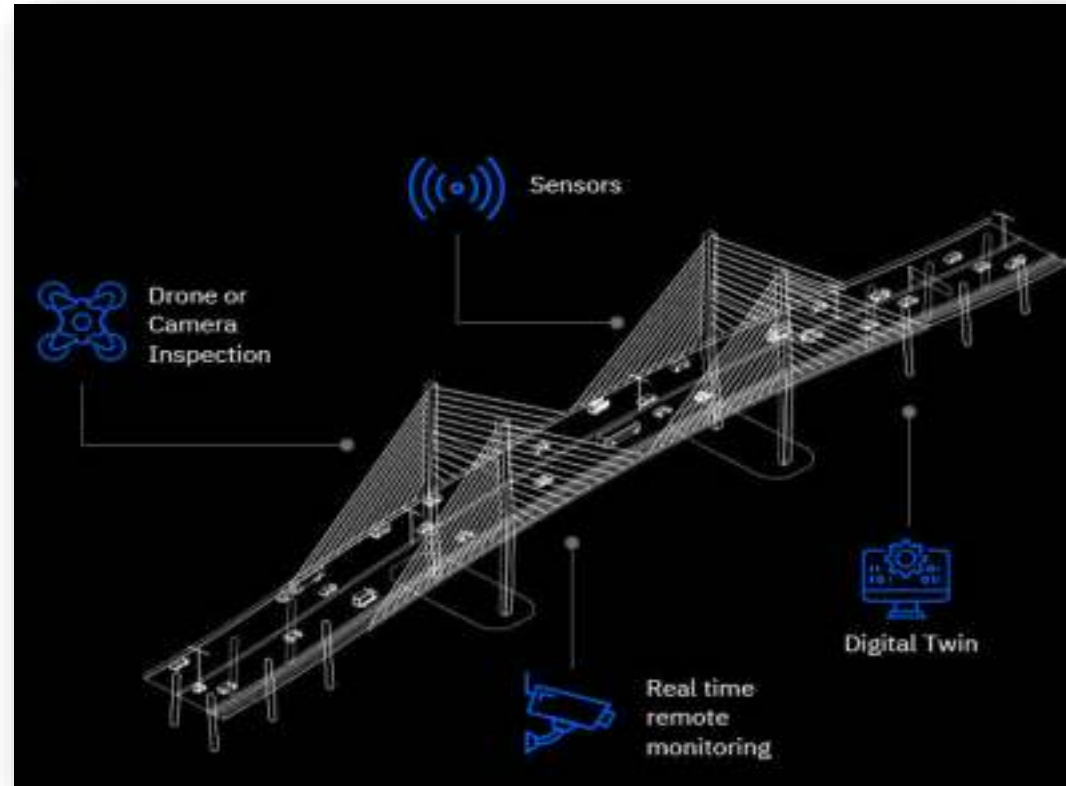 Sensors
Drone or
Camera
Inspection
Digital Twin
Real time
remote
monitoring